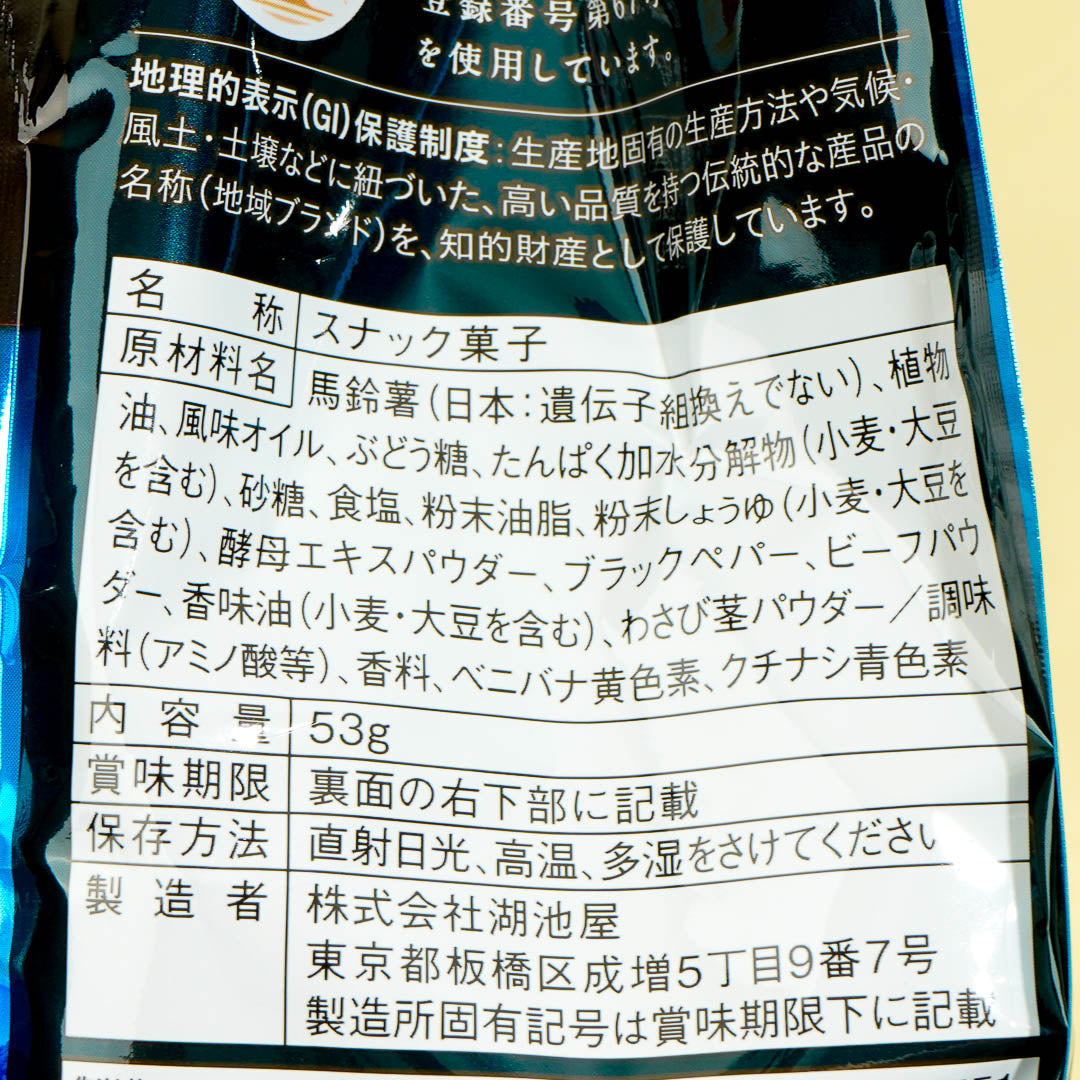 登録番号 第67号
を使用しています。
地理的表示(GI)保護制度:生産地固有の生産方法や気候・
風土・土壌などに紐づいた、高い品質を持つ伝統的な産品の
名称(地域ブランド)を、知的財産として保護しています。
名称 スナック菓子
原材料名 馬鈴薯(日本:遺伝子組換えでない)、植物
油、風味オイル、ぶどう糖、たんぱく加水分解物(小麦・大豆
を含む)、砂糖、食塩、粉末油脂、粉末しょうゆ(小麦・大豆を
含む)、酵母エキスパウダー、ブラックペパー、ビーフパウ
ダー、香味油(小麦・大豆を含む)、わさび茎パウダー/調味
料(アミノ酸等)、香料、ベニバナ黄色素、クチナシ青色素
内容量 53g
賞味期限 裏面の右下部に記載
保存方法 直射日光、高温、多湿をさけてください
製造者 株式会社湖池屋
東京都板橋区成増5丁目9番7号
製造所固有記号は賞味期限下に記載